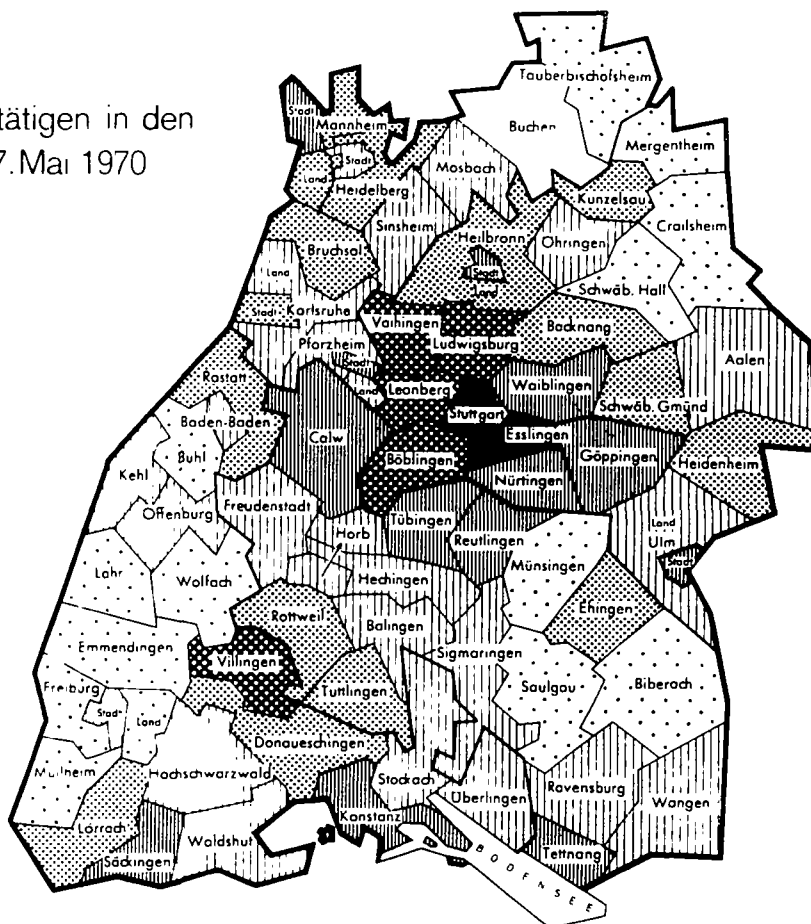 tätigen in den
7. Mai 1970
Tauberbischofsheim
Stadt
Mannheim
Buchen
Mergentheim
Stadt
Mosbach
Land
Heidelberg
Kunzelsau
Sinsheim
Crailsheim
Bruchsal
Heilbronn
Öhringen
Land
Stadt
Land
Schwäb. Hall
Stadt
Karlsruhe
Vaihingen
Ludwigsburg
Backnang
Pforzheim
Aalen
Stadt
Rastatt
Leonberg
Waiblingen
Land
Schwäb. Gmünd
Stuttgart
Baden-Baden
Calw
Esslingen
Buhl
Böblingen
Göppingen
Heidenheim
Kehl
Nürtingen
Freudenstadt
Offenburg
Tübingen
Land
Horb
Reutlingen
Ulm
Stadt
Lahr
Wolfach
Hechingen
Münsingen
Rottweil
Ehingen
Balingen
Emmendingen
Sigmaringen
Villingen
Saulgau
Biberach
Freiburg
Tuttlingen
Stadt
Land
Donaueschingen
Müllheim
Hochschwarzwald
Stockach
Überlingen
Ravensburg
Wangen
Konstanz
Lörrach
Waldshut
Säckingen
Tettnang
BODENSEE